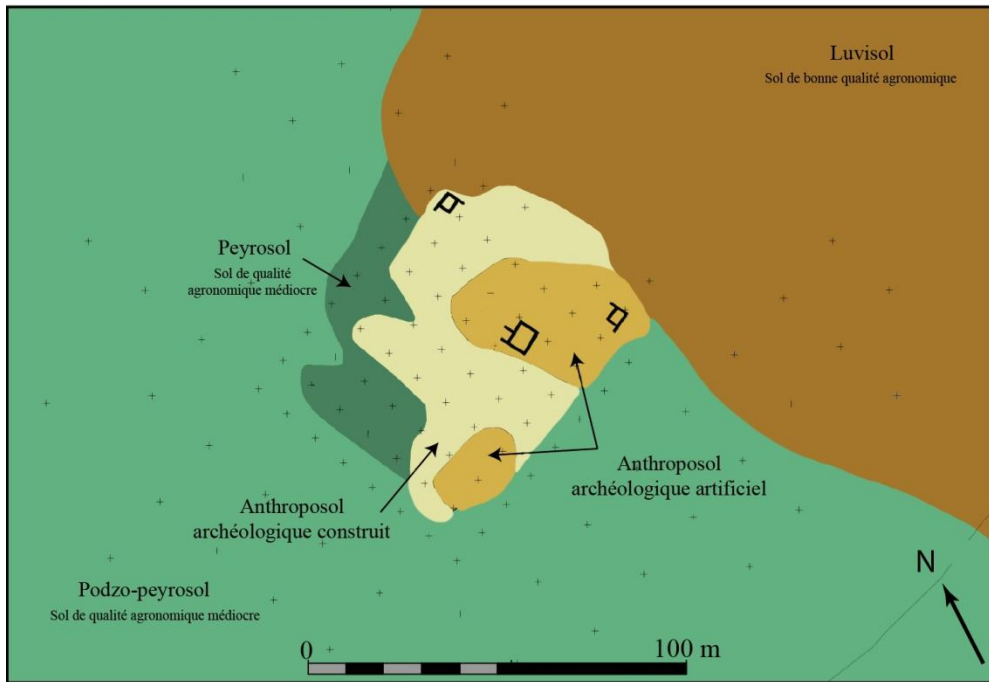 Luvisol
Sol de bonne qualité agronomique
Peyrosol
Sol de qualité
agronomique médiocre
Anthroposol
archéologique artificiel
Anthroposol
archéologique construit
Podzo-peyrosol
Sol de qualité agronomique médiocre
N
0
100 m